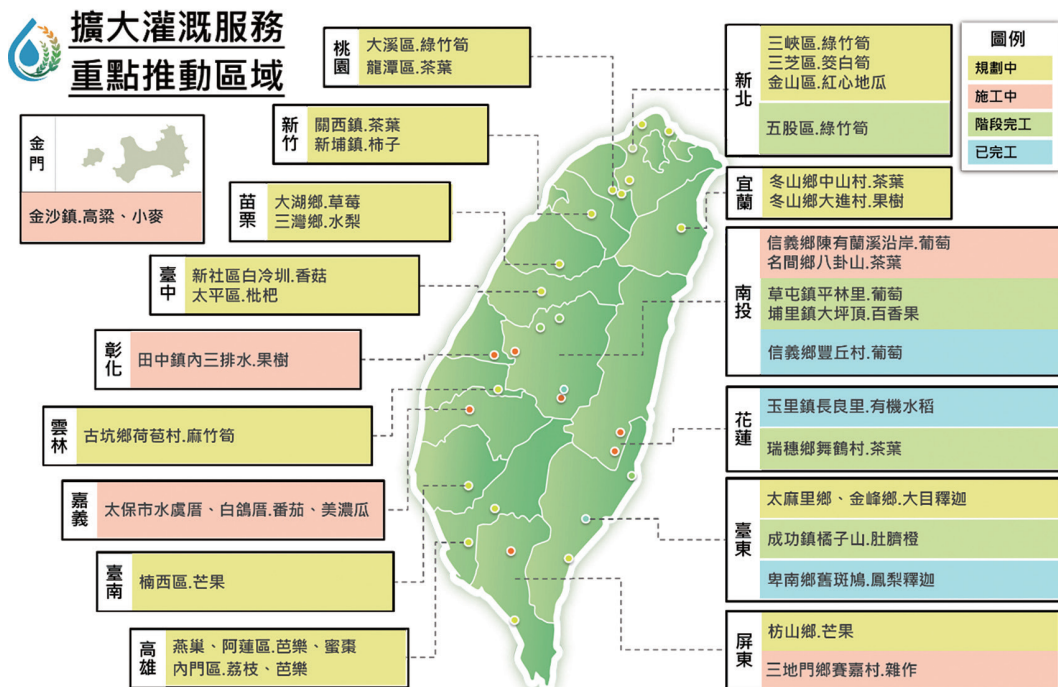 擴大灌溉服務
重點推動區域
圖例
規劃中
施工中
階段完工
已完工
金門
金沙鎮.高粱、小麥
桃園
大溪區.綠竹筍
龍潭區.茶葉
新竹
關西鎮.茶葉
新埔鎮.柿子
苗栗
大湖鄉.草莓
三灣鄉.水梨
臺中
新社區白冷圳.香菇
太平區.枇杷
彰化
田中鎮內三排水.果樹
雲林
古坑鄉荷苞村.麻竹筍
嘉義
太保市水虞厝、白鴿厝.番茄、美濃瓜
臺南
楠西區.芒果
高雄
燕巢、阿蓮區.芭樂、蜜棗
內門區.荔枝、芭樂
新北
三峽區.綠竹筍
三芝區.筊白筍
金山區.紅心地瓜
五股區.綠竹筍
宜蘭
冬山鄉中山村.茶葉
冬山鄉大進村.果樹
南投
信義鄉陳有蘭溪沿岸.葡萄
名間鄉八卦山.茶葉
草屯鎮平林里.葡萄
埔里鎮大坪頂.百香果
信義鄉豐丘村.葡萄
花蓮
玉里鎮長良里.有機水稻
瑞穗鄉舞鶴村.茶葉
臺東
太麻里鄉、金峰鄉.大目釋迦
成功鎮橘子山.肚臍橙
卑南鄉舊斑鳩.鳳梨釋迦
屏東
枋山鄉.芒果
三地門鄉賽嘉村.雜作